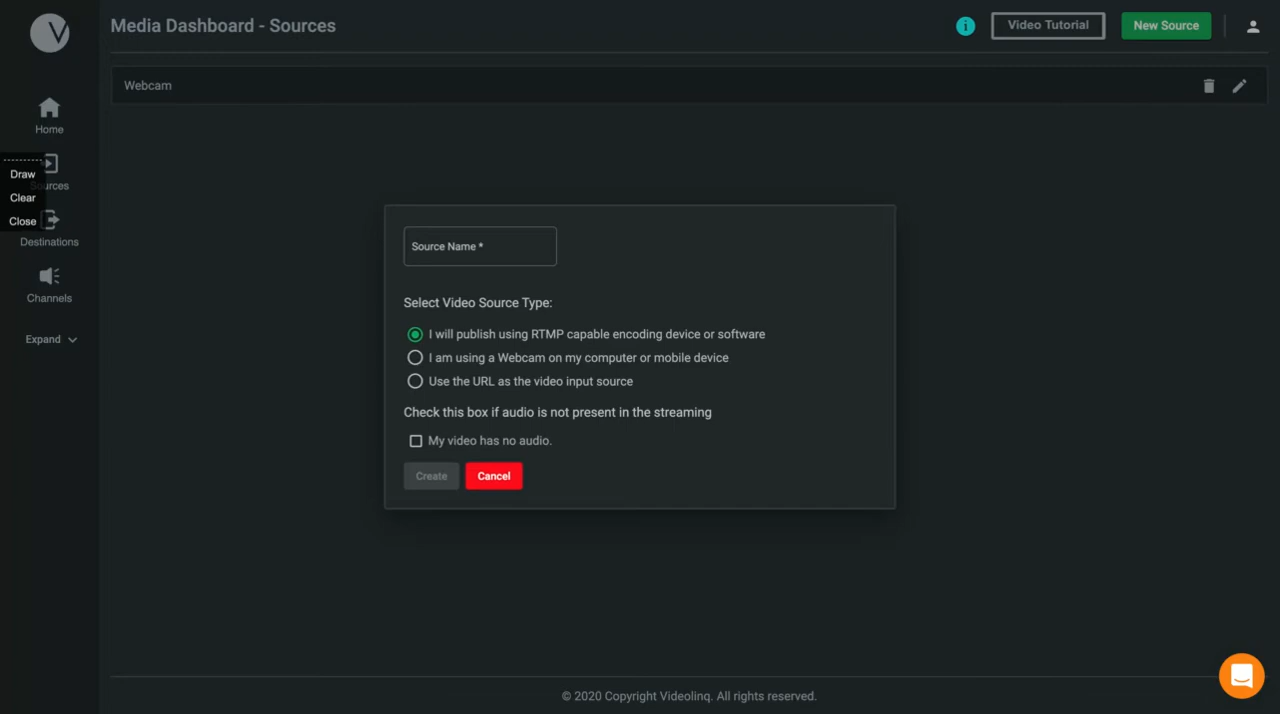 Media Dashboard - Sources
Video Tutorial
New Source
Webcam
Home
Draw
Sources
Clear
Close
Destinations
Channels
Expand
Source Name *
Select Video Source Type:
I will publish using RTMP capable encoding device or software
I am using a Webcam on my computer or mobile device
Use the URL as the video input source
Check this box if audio is not present in the streaming
My video has no audio.
Create Cancel
© 2020 Copyright Videolinq. All rights reserved.